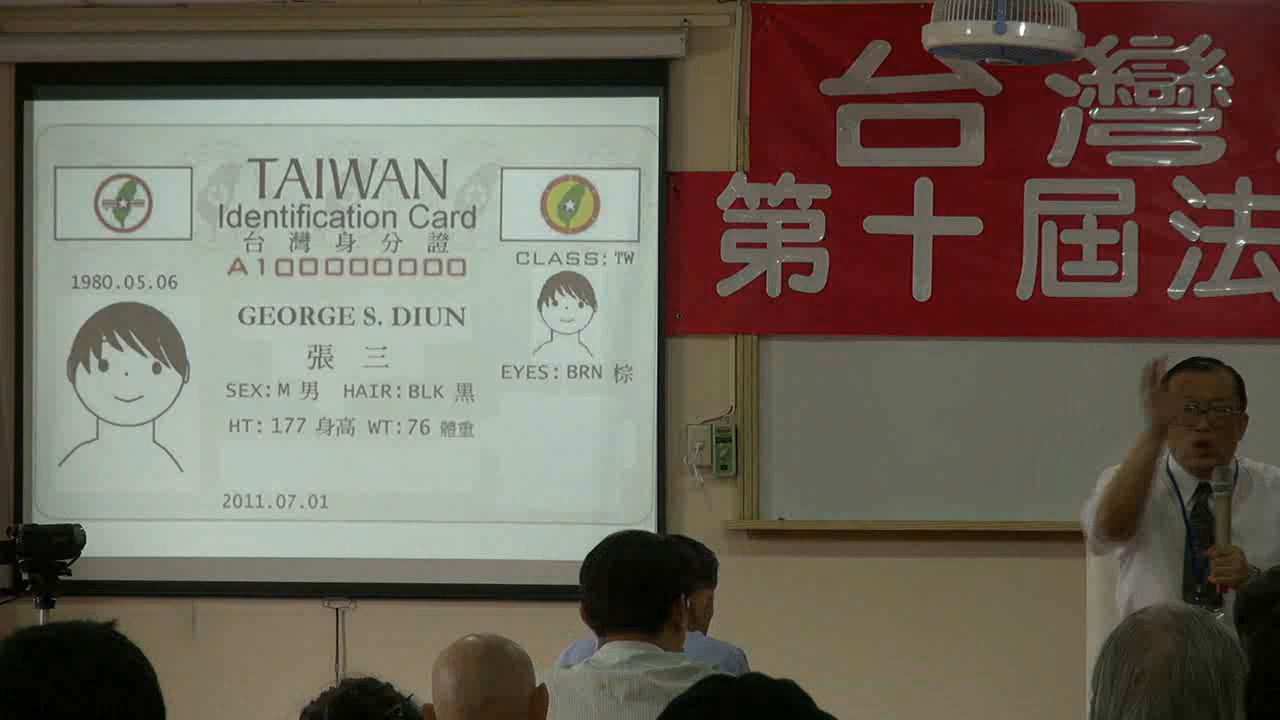 TAIWAN
Identification Card
台灣身分證
A100000000
CLASS: TW
1980.05.06
GEORGE S. DIUN
張 三
EYES: BRN 棕
SEX: M 男 HAIR: BLK 黑
HT: 177 身高 WT: 76 體重
2011.07.01
台灣
第十屆法